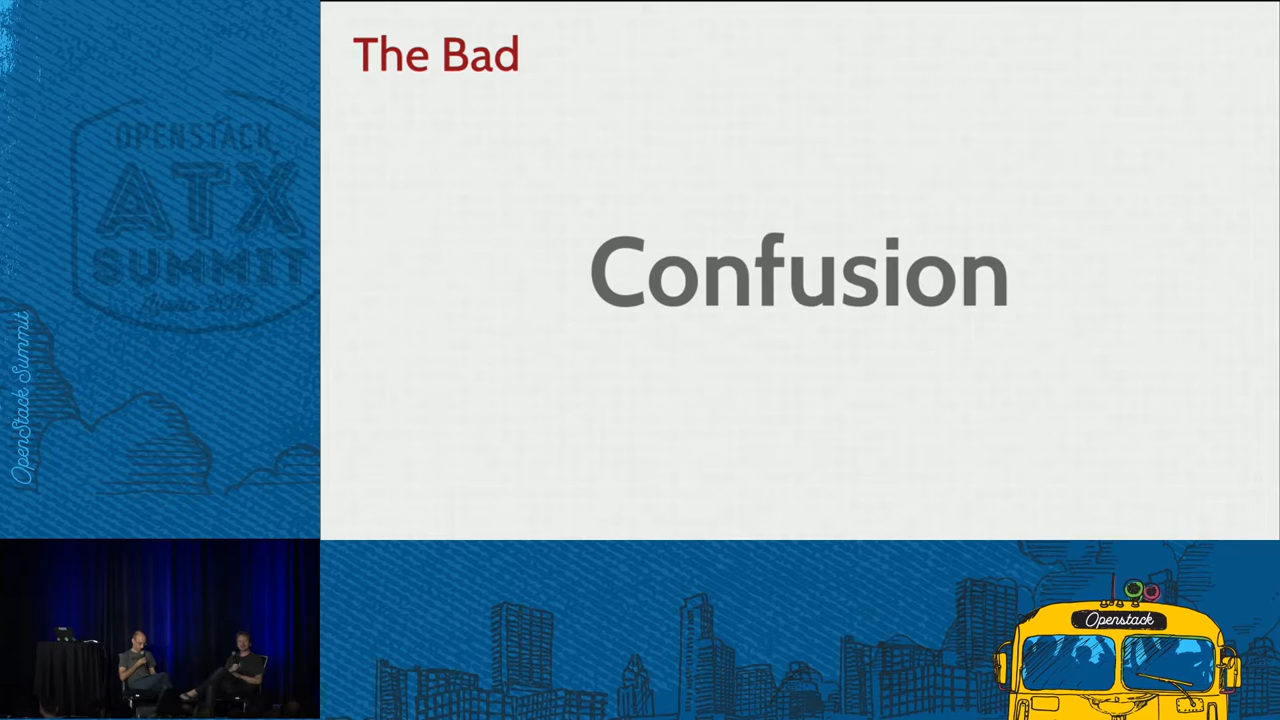 The Bad
Confusion
OPENSTACK
ATX
SUMMIT
OpenStack Summit
Openstack